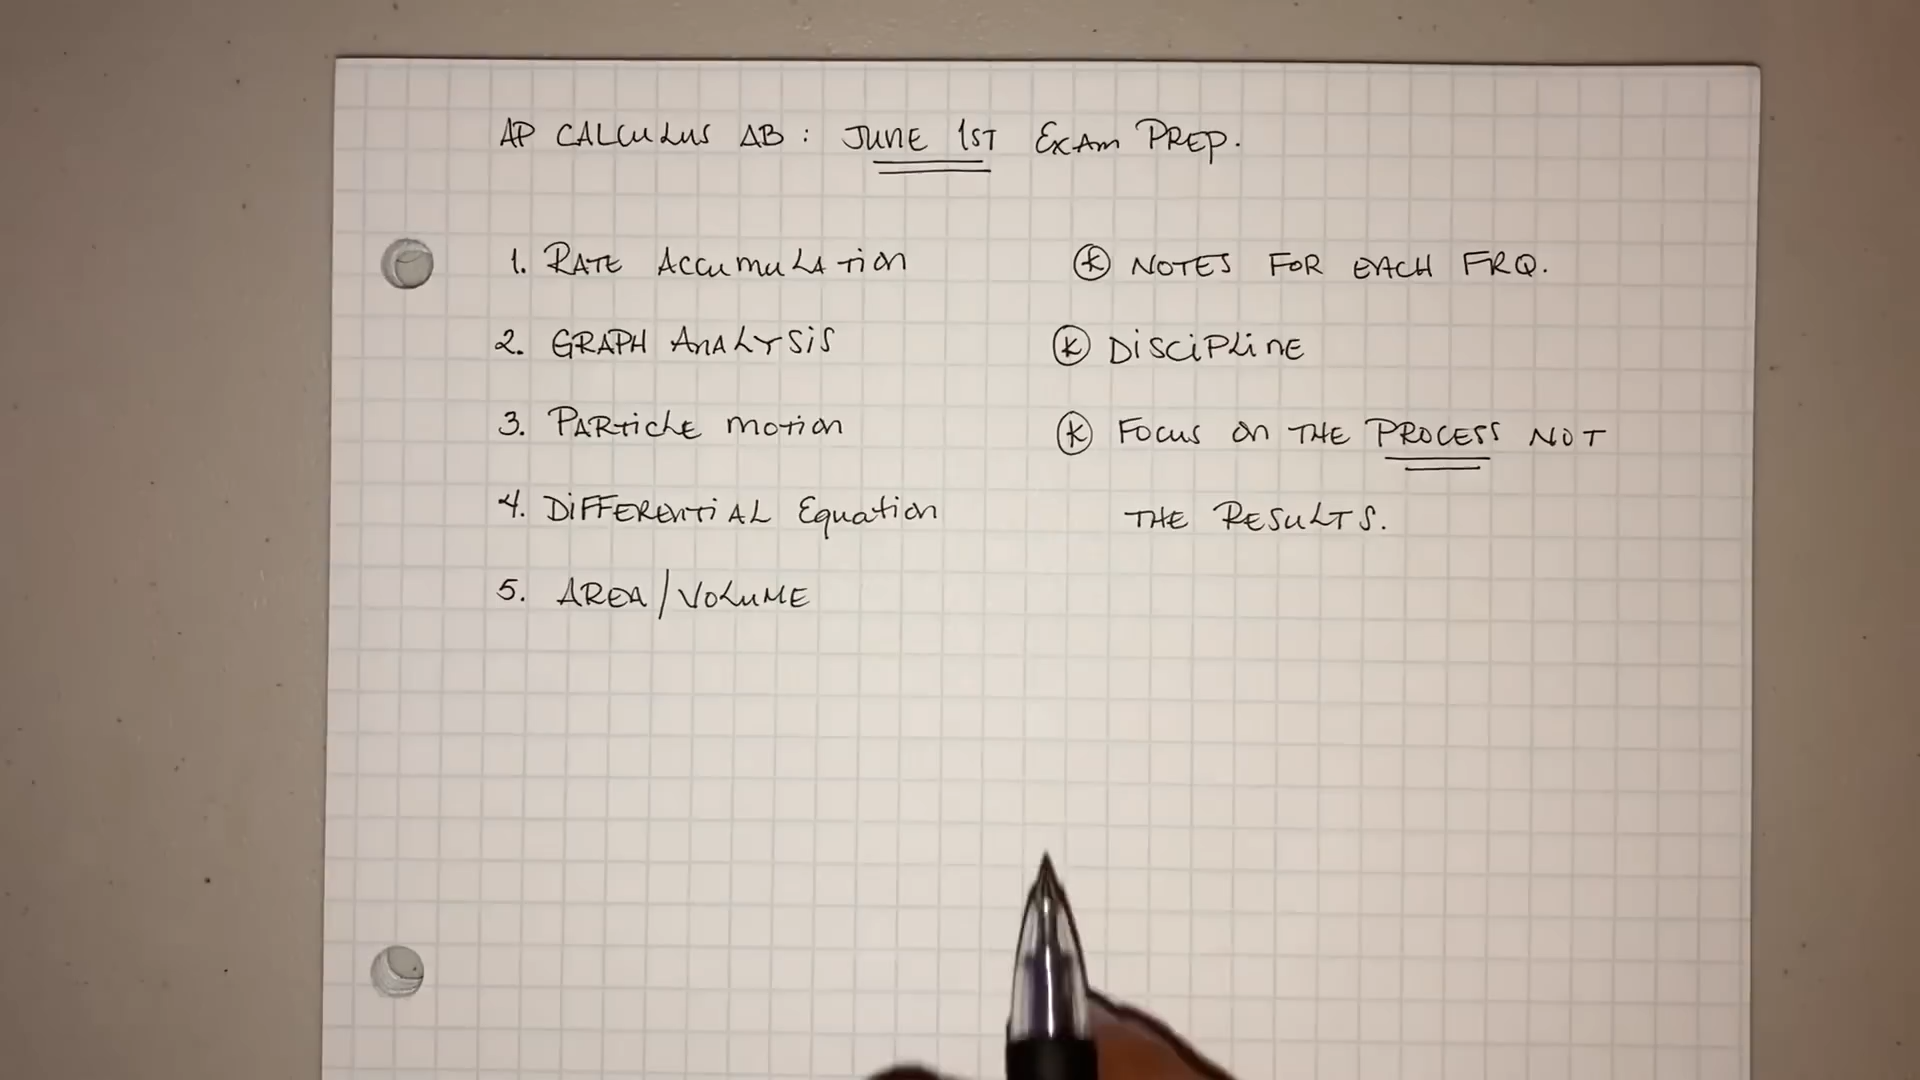 AP CALCULUS AB: JUNE 1ST EXAM PREP.
1. RATE ACCUMULATION
2. GRAPH ANALYSIS
3. PARTICLE MOTION
4. DIFFERENTIAL EQUATION
5. AREA/VOLUME
* NOTES FOR EACH FRQ.
* DISCIPLINE
* FOCUS ON THE PROCESS NOT
THE RESULTS.